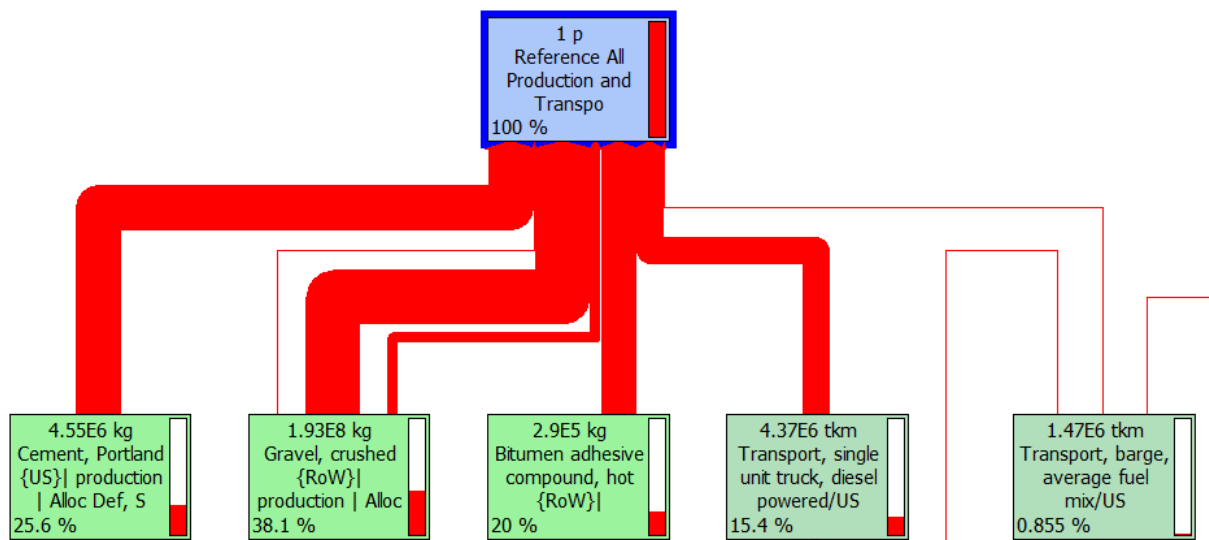 1 p
Reference All
Production and
Transpo
100 %
4.55E6 kg
Cement, Portland
{US}| production
| Alloc Def, S
25.6 %
1.93E8 kg
Gravel, crushed
{RoW}|
production | Alloc
38.1 %
2.9E5 kg
Bitumen adhesive
compound, hot
{RoW}|
20 %
4.37E6 tkm
Transport, single
unit truck, diesel
powered/US
15.4 %
1.47E6 tkm
Transport, barge,
average fuel
mix/US
0.855 %